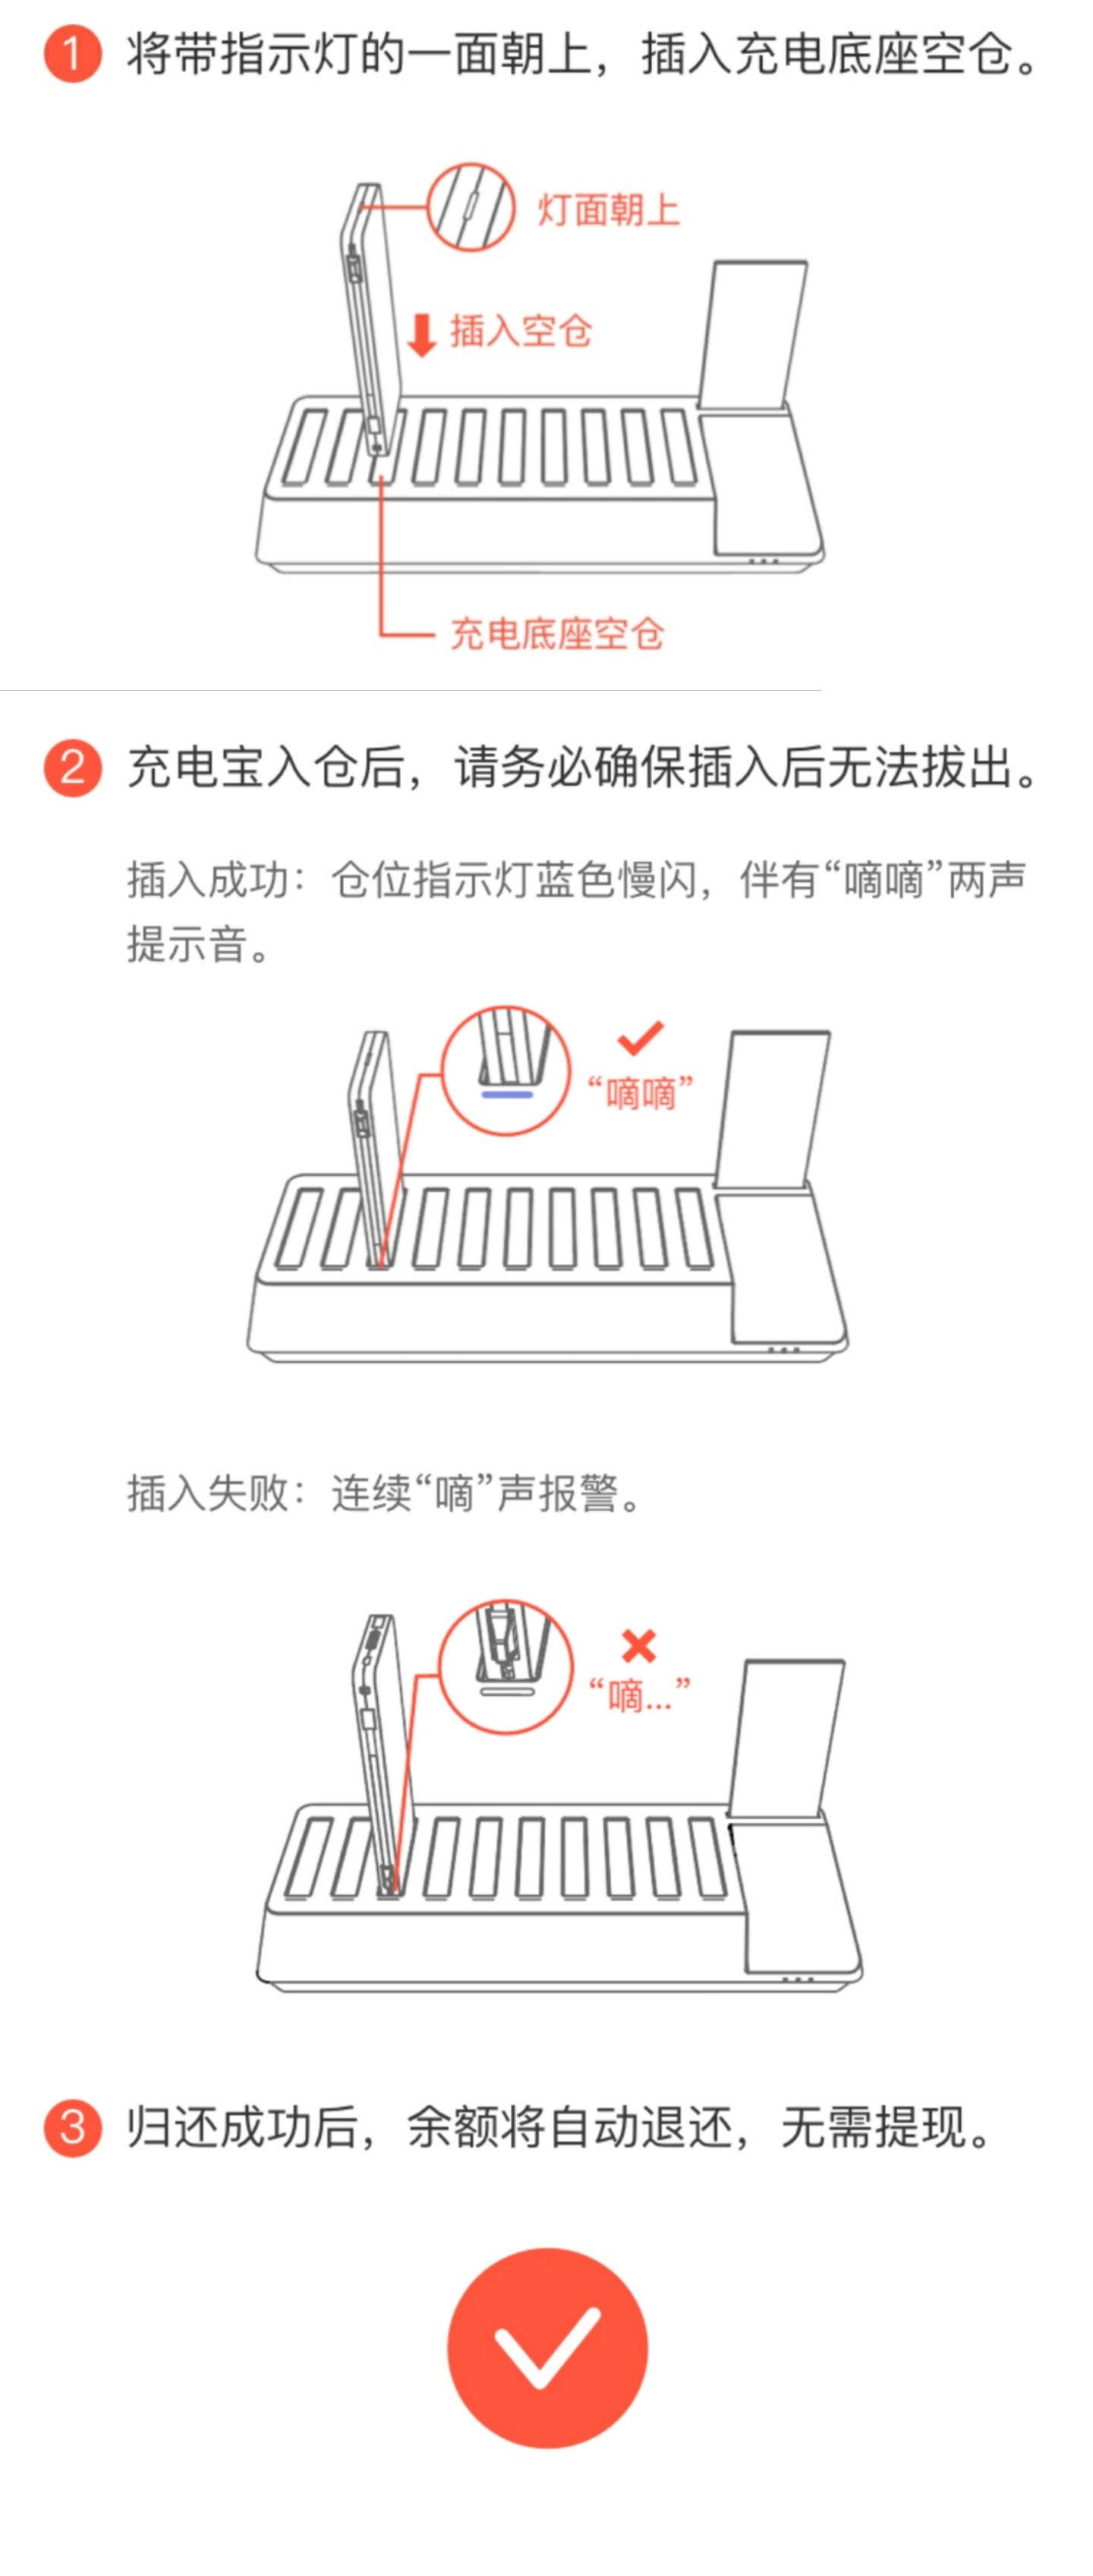 1 将带指示灯的一面朝上，插入充电底座空仓。
灯面朝上
插入空仓
充电底座空仓
2 充电宝入仓后，请务必确保插入后无法拔出。
插入成功：仓位指示灯蓝色慢闪，伴有“嘀嘀”两声
提示音。
“嘀嘀”
插入失败：连续“嘀”声报警。
“嘀...”
3 归还成功后，余额将自动退还，无需提现。